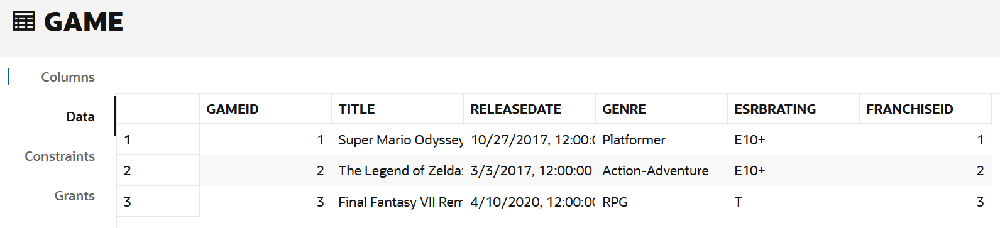 GAME
Columns
Data
Constraints
Grants
GAMEID TITLE RELEASEDATE GENRE ESRBRATING FRANCHISEID
1 1 Super Mario Odyssey 10/27/2017, 12:00:0 Platformer E10+ 1
2 2 The Legend of Zelda: 3/3/2017, 12:00:00 Action-Adventure E10+ 2
3 3 Final Fantasy VII Rem 4/10/2020, 12:00:0 RPG T 3